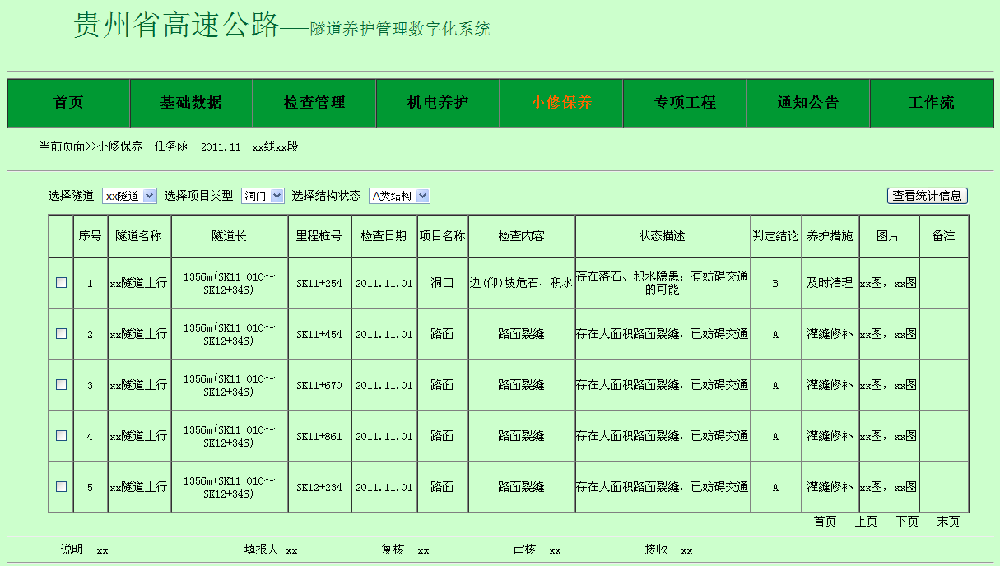 贵州省高速公路——隧道养护管理数字化系统
首页 基础数据 检查管理 机电养护 小修保养 专项工程 通知公告 工作流
当前页面>>小修保养—任务函—2011.11—xx线xx段
选择隧道 xx隧道 选择项目类型 洞门 选择结构状态 A类结构 查看统计信息
序号 隧道名称 隧道长 里程桩号 检查日期 项目名称 检查内容 状态描述 判定结论 养护措施 图片 备注
1 xx隧道上行 1356m(SK11+010～SK12+346) SK11+254 2011.11.01 洞口 边(仰)坡危石、积水 存在落石、积水隐患；有妨碍交通的可能 B 及时清理 xx图，xx图
2 xx隧道上行 1356m(SK11+010～SK12+346) SK11+454 2011.11.01 路面 路面裂缝 存在大面积路面裂缝，已妨碍交通 A 灌缝修补 xx图，xx图
3 xx隧道上行 1356m(SK11+010～SK12+346) SK11+670 2011.11.01 路面 路面裂缝 存在大面积路面裂缝，已妨碍交通 A 灌缝修补 xx图，xx图
4 xx隧道上行 1356m(SK11+010～SK12+346) SK11+861 2011.11.01 路面 路面裂缝 存在大面积路面裂缝，已妨碍交通 A 灌缝修补 xx图，xx图
5 xx隧道上行 1356m(SK11+010～SK12+346) SK12+234 2011.11.01 路面 路面裂缝 存在大面积路面裂缝，已妨碍交通 A 灌缝修补 xx图，xx图
首页 上页 下页 末页
说明 xx 填报人 xx 复核 xx 审核 xx 接收 xx